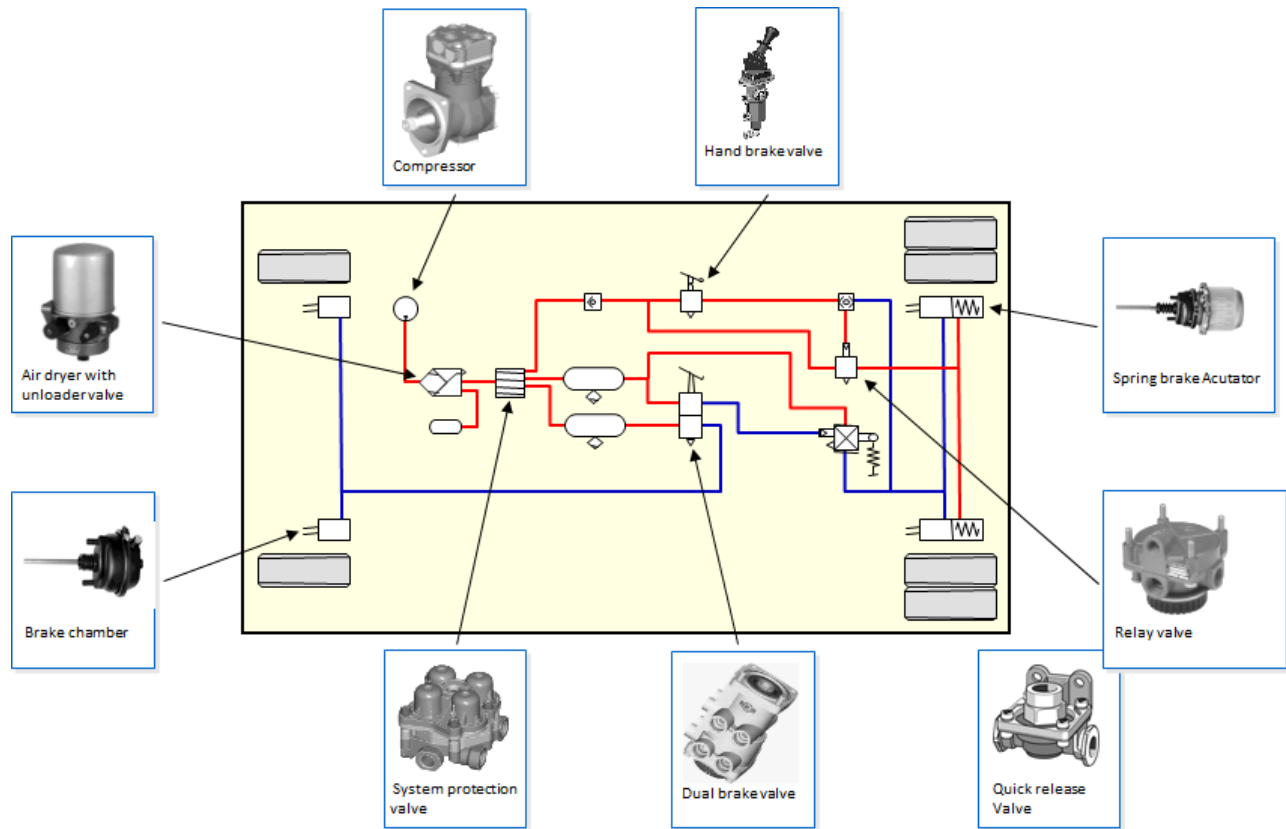 Compressor
Hand brake valve
Air dryer with
unloader valve
Spring brake Acutator
Brake chamber
Relay valve
System protection
valve
Dual brake valve
Quick release
Valve